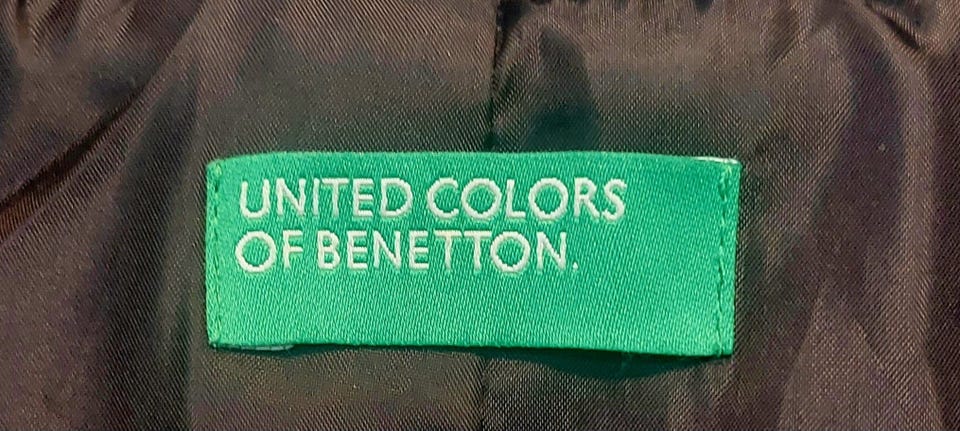 UNITED COLORS
OF BENETTON.